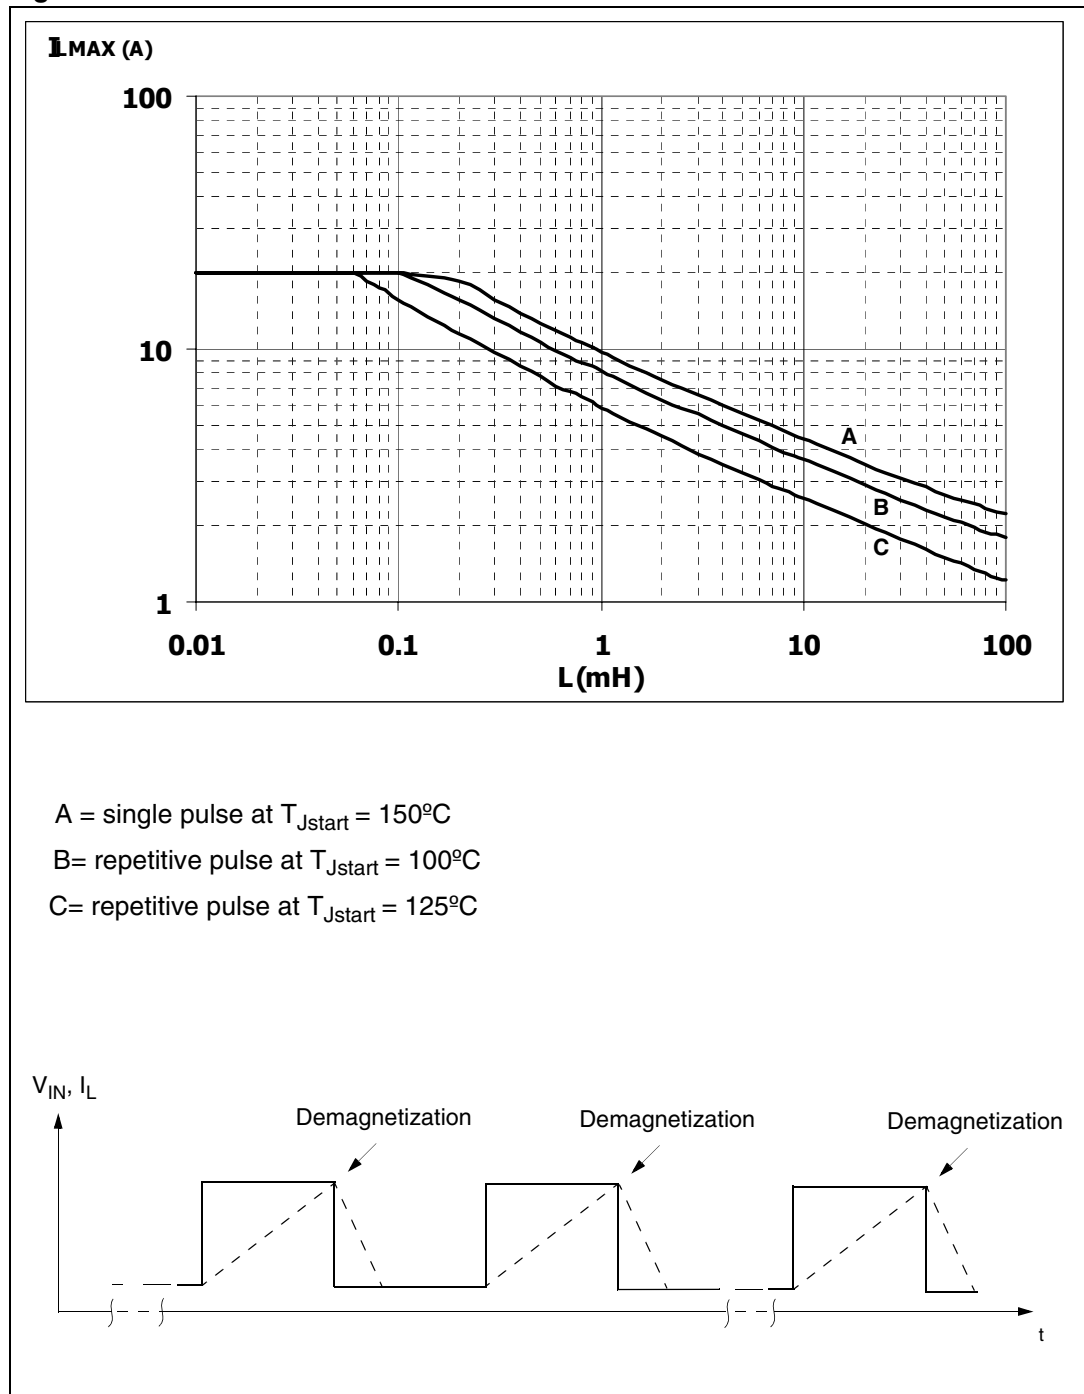 ILMAX (A)
100
10
1
A
B
C
0.01 0.1 1 10 100
L(mH)
A = single pulse at TJstart = 150ºC
B= repetitive pulse at TJstart = 100ºC
C= repetitive pulse at TJstart = 125ºC
VIN, IL
Demagnetization Demagnetization Demagnetization
t